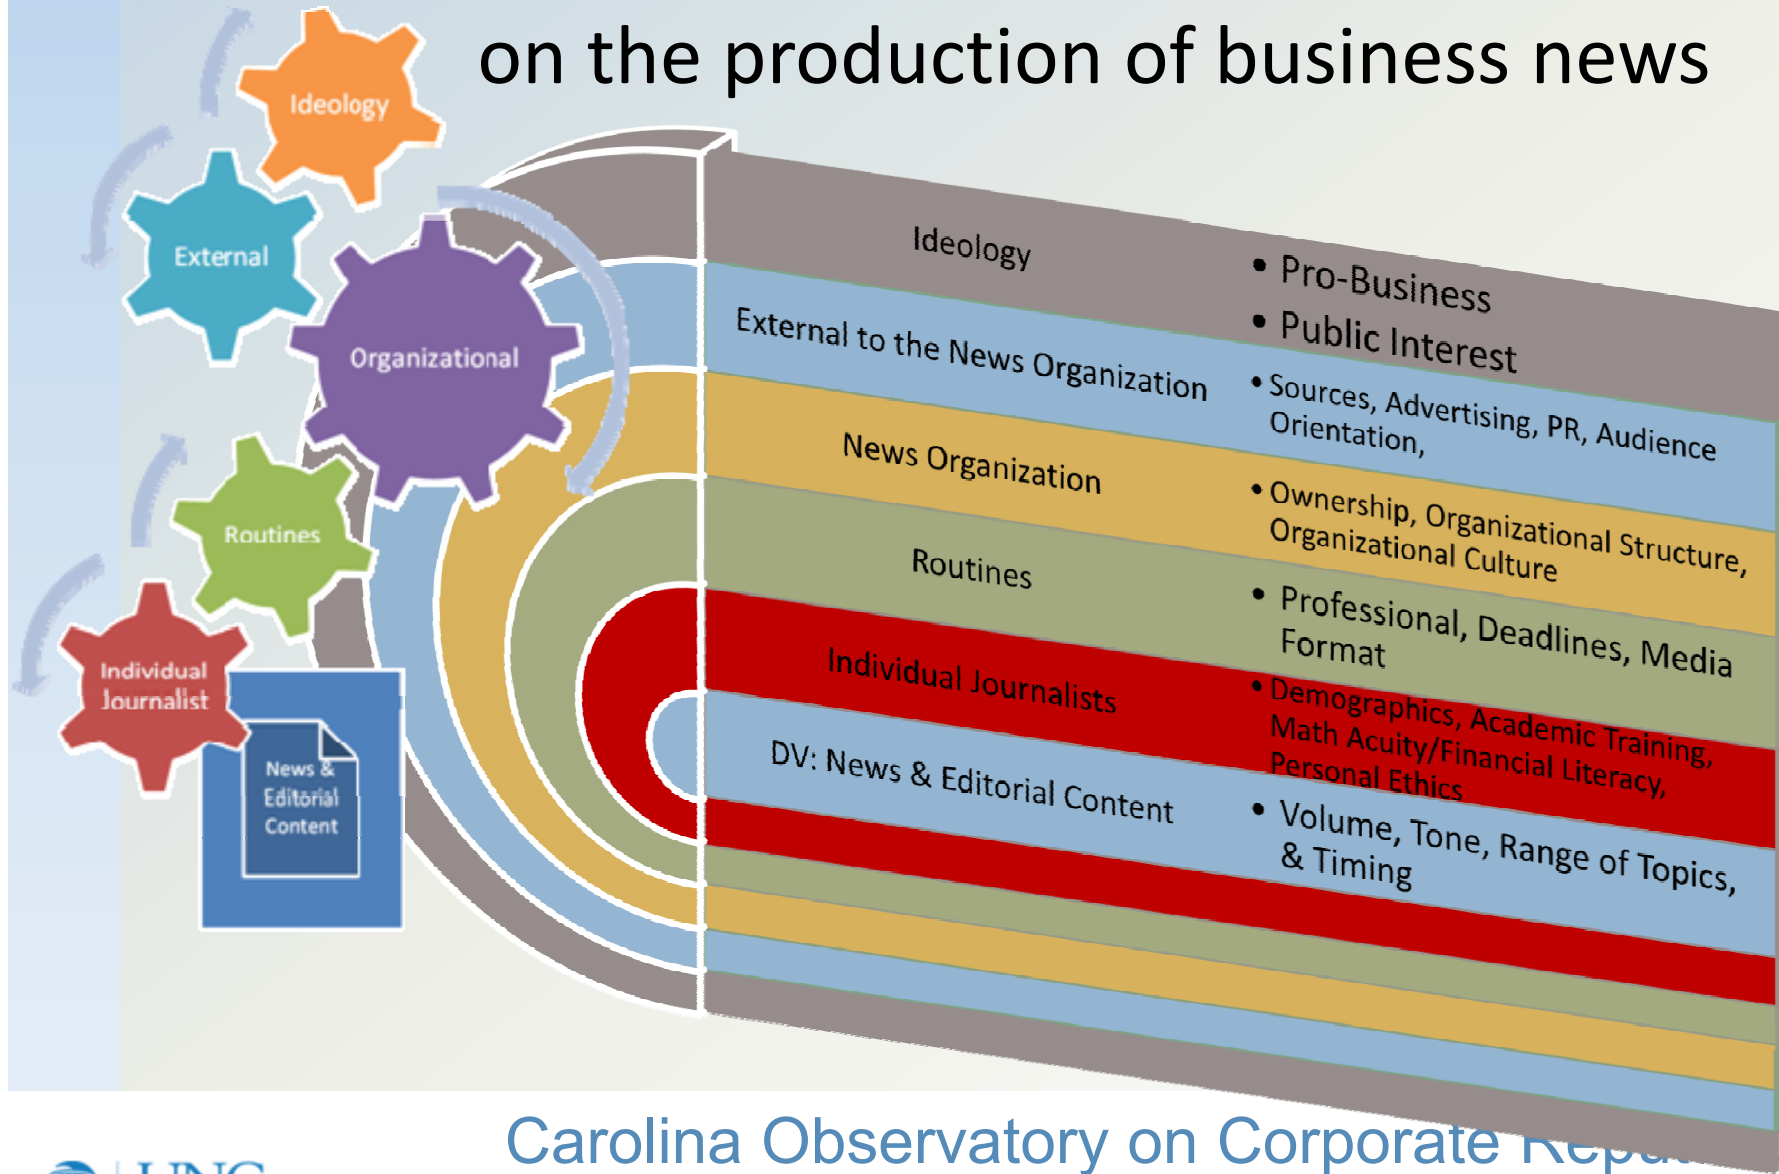 on the production of business news
Ideology
External
Organizational
Routines
Individual
Journalist
News &
Editorial
Content
Ideology
• Pro-Business
• Public Interest
External to the News Organization
• Sources, Advertising, PR, Audience
Orientation,
News Organization
• Ownership, Organizational Structure,
Organizational Culture
Routines
• Professional, Deadlines, Media
Format
Individual Journalists
• Demographics, Academic Training,
Math Acuity/Financial Literacy,
Personal Ethics
DV: News & Editorial Content
• Volume, Tone, Range of Topics,
& Timing
Carolina Observatory on Corporate
UNC